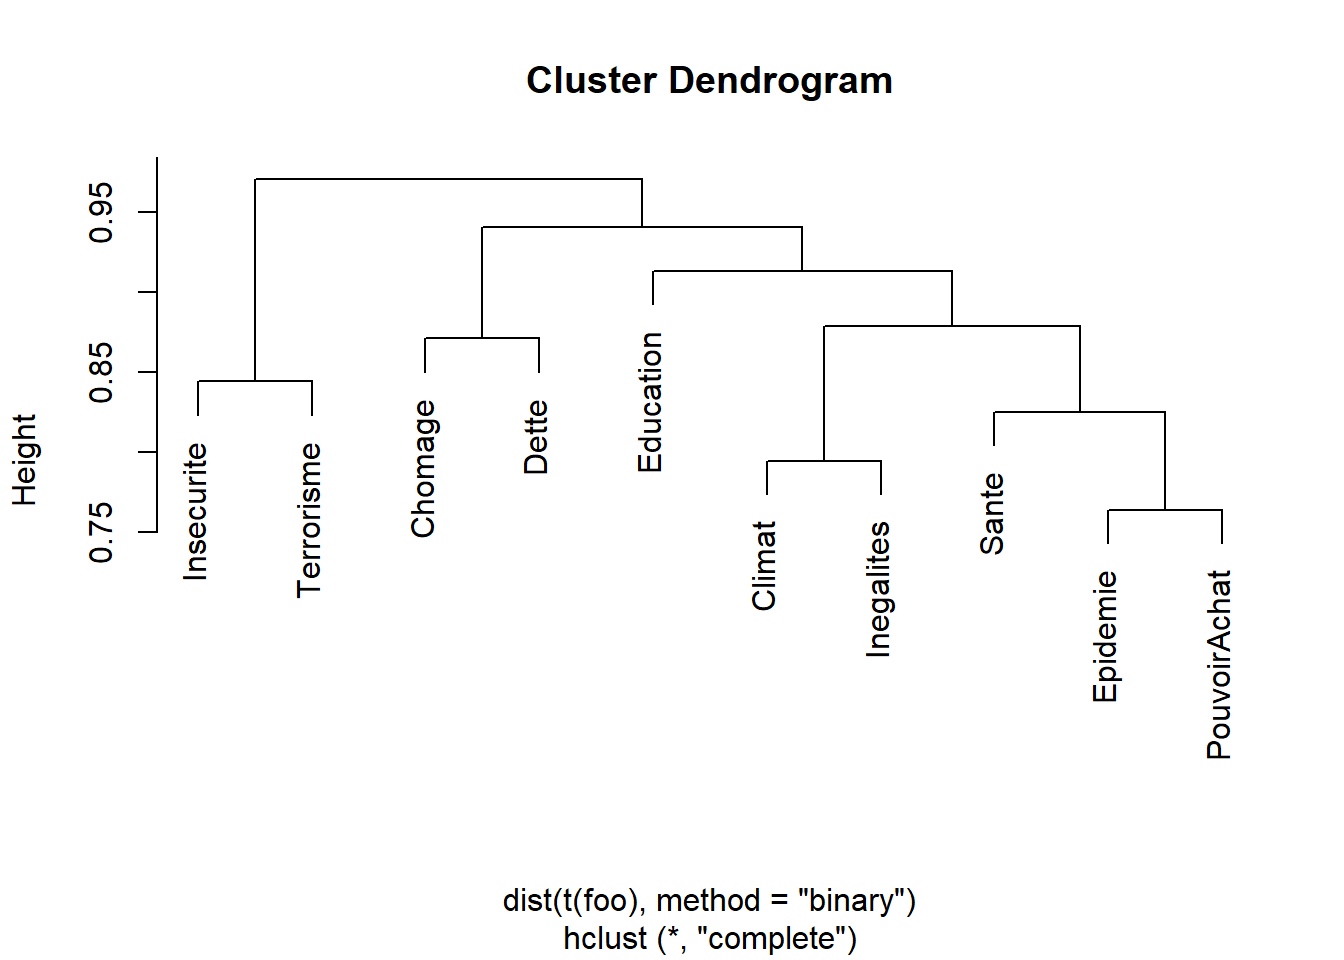 Cluster Dendrogram
Height
0.95
0.85
0.75
Insecurite
Terrorisme
Chomage
Dette
Education
Climat
Inegalites
Sante
Epidemie
PouvoirAchat
dist(t(foo), method = "binary")
hclust (*, "complete")